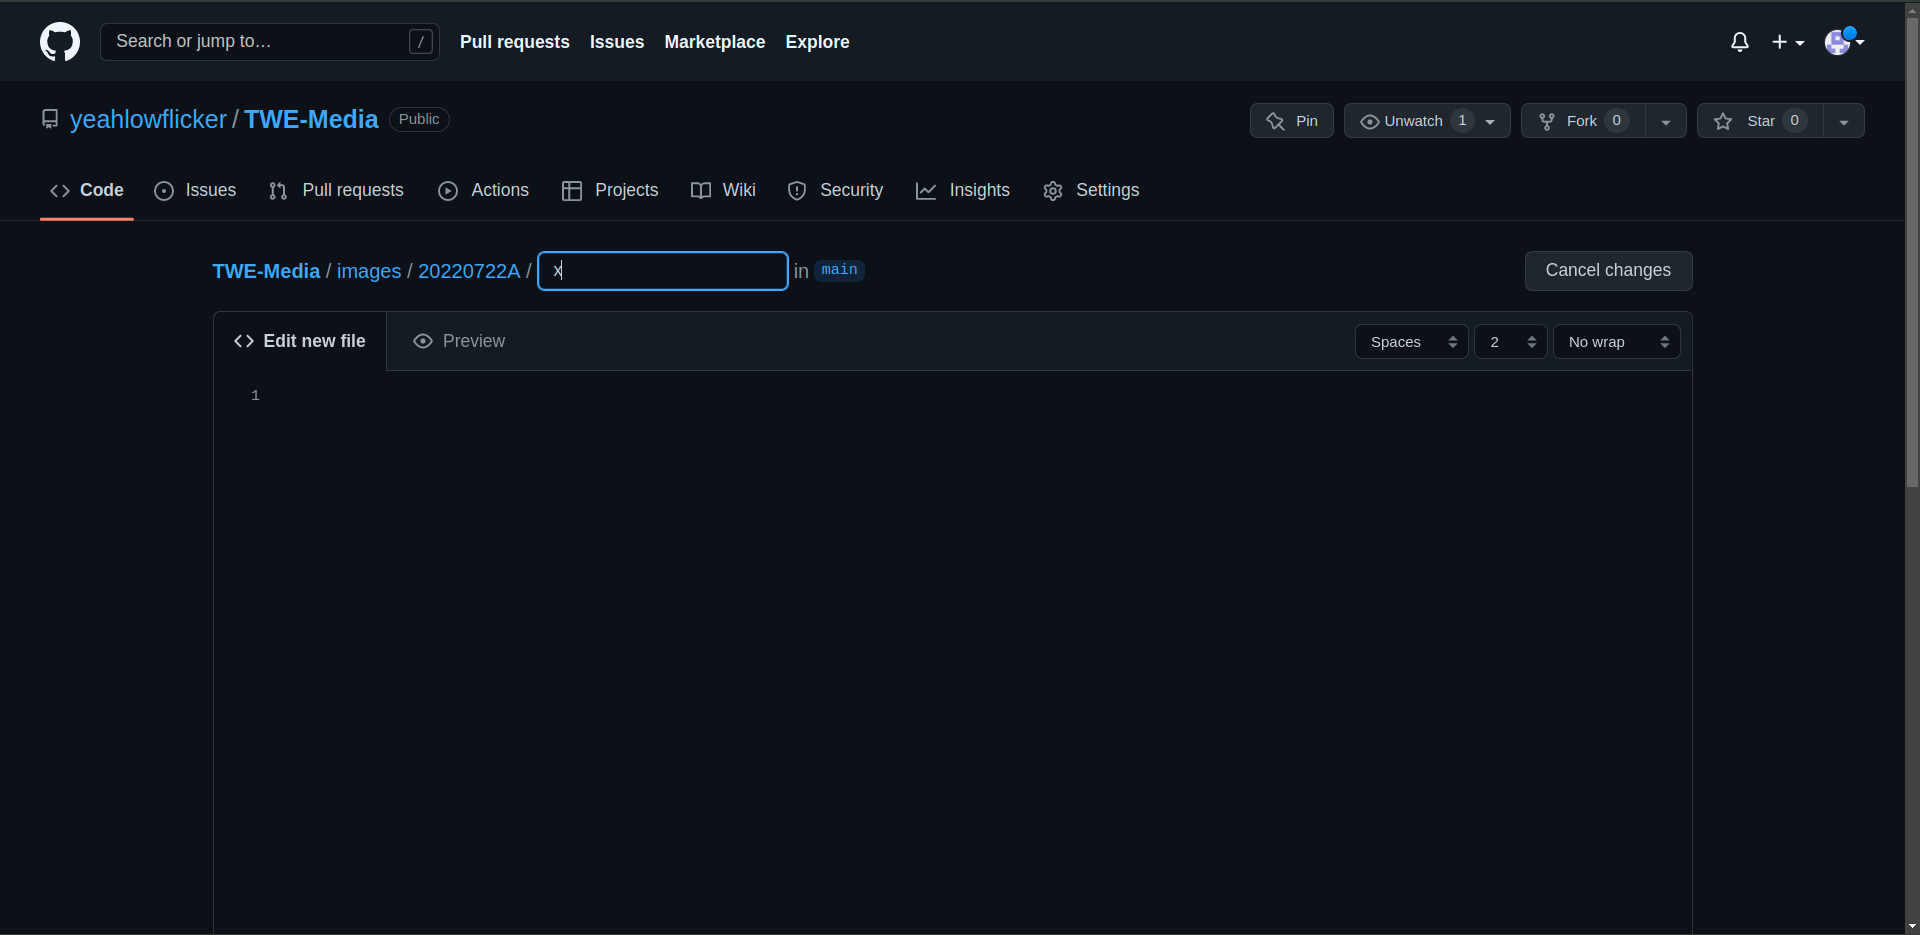 Search or jump to… /
Pull requests Issues Marketplace Explore
yeahlowflicker / TWE-Media Public
Pin Unwatch 1 Fork 0 Star 0
Code Issues Pull requests Actions Projects Wiki Security Insights Settings
TWE-Media / images / 20220722A / x in main Cancel changes
Edit new file Preview Spaces 2 No wrap
1